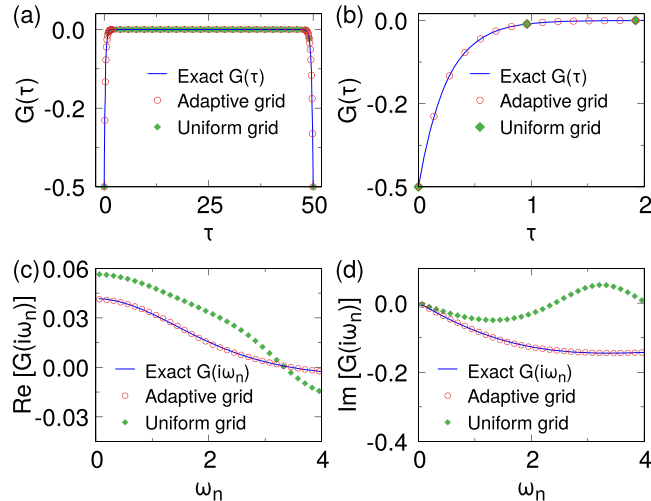 (a)
G(τ)
0.0
-0.2
-0.5
Exact G(τ)
Adaptive grid
Uniform grid
0
25
50
τ
(b)
G(τ)
0.0
-0.2
-0.5
Exact G(τ)
Adaptive grid
Uniform grid
0
1
2
τ
(c)
Re [G(iωn)]
0.06
0.03
0.00
-0.03
Exact G(iωn)
Adaptive grid
Uniform grid
0
2
4
ωn
(d)
Im [G(iωn)]
0.0
-0.2
-0.4
Exact G(iωn)
Adaptive grid
Uniform grid
0
2
4
ωn